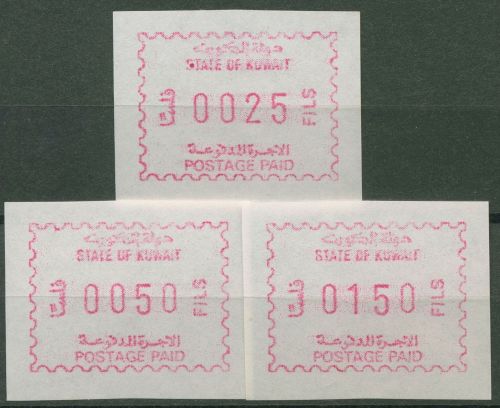 دولة الكويت
STATE OF KUWAIT
فلسًا 0025 FILS
الاجرة المدفوعة
POSTAGE PAID
دولة الكويت
STATE OF KUWAIT
فلسًا 0050 FILS
الاجرة المدفوعة
POSTAGE PAID
دولة الكويت
STATE OF KUWAIT
فلسًا 0150 FILS
الاجرة المدفوعة
POSTAGE PAID